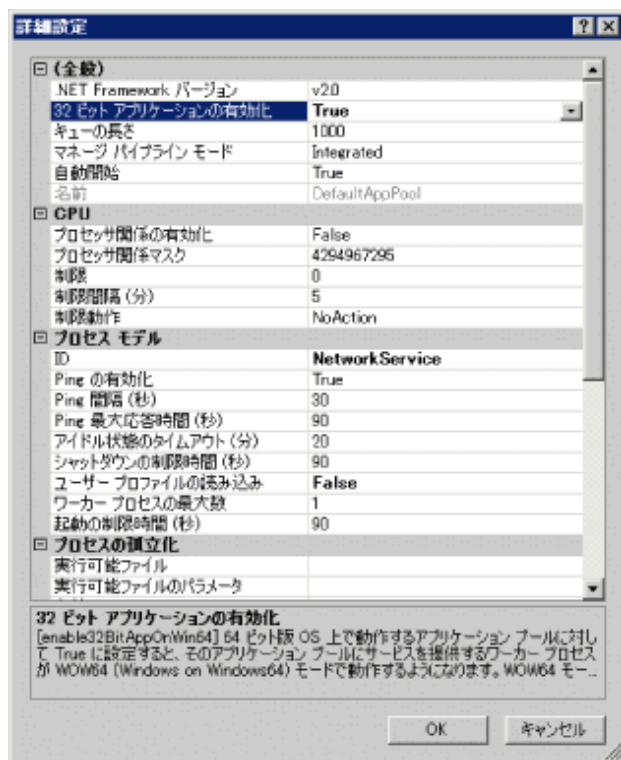 詳細設定
(全般)
.NET Framework バージョン v2.0
32 ビット アプリケーションの有効化 True
キューの長さ 1000
マネージ パイプライン モード Integrated
自動開始 True
名前 DefaultAppPool
CPU
プロセッサ関係の有効化 False
プロセッサ関係マスク 4294967295
制限 0
制限間隔 (分) 5
制限動作 NoAction
プロセス モデル
ID NetworkService
Ping の有効化 True
Ping 間隔 (秒) 30
Ping 最大応答時間 (秒) 90
アイドル状態のタイムアウト (分) 20
シャットダウンの制限時間 (秒) 90
ユーザー プロファイルの読み込み False
ワーカー プロセスの最大数 1
起動の制限時間 (秒) 90
プロセスの孤立化
実行可能ファイル
実行可能ファイルのパラメータ
32 ビット アプリケーションの有効化
[enable32BitAppOnWin64] 64 ビット版 OS 上で動作するアプリケーション プールに対し
て True に設定すると、そのアプリケーション プールにサービスを提供するワーカー プロセス
が WOW64 (Windows on Windows64) モードで動作するようになります。WOW64 モー...
OK キャンセル